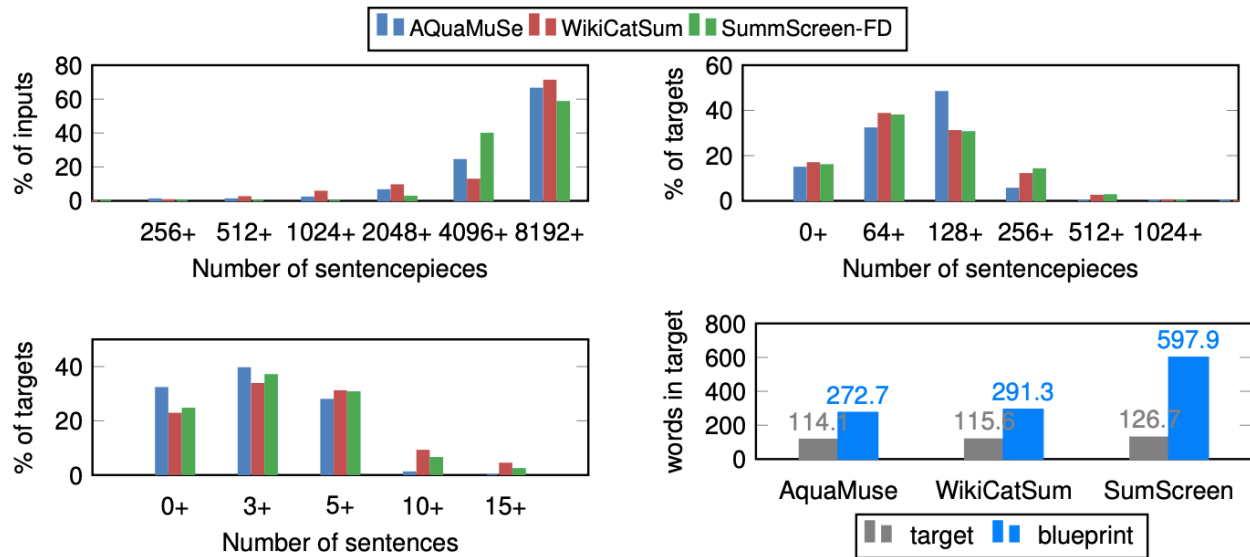 AQuaMuSe WikiCatSum SummScreen-FD
% of inputs
80
60
40
20
0
256+ 512+ 1024+ 2048+ 4096+ 8192+
Number of sentencepieces
% of targets
60
40
20
0
0+ 64+ 128+ 256+ 512+ 1024+
Number of sentencepieces
% of targets
40
20
0
0+ 3+ 5+ 10+ 15+
Number of sentences
words in target
800
600
400
200
0
114.1 272.7 115.6 291.3 126.7 597.9
AquaMuse WikiCatSum SumScreen
target blueprint